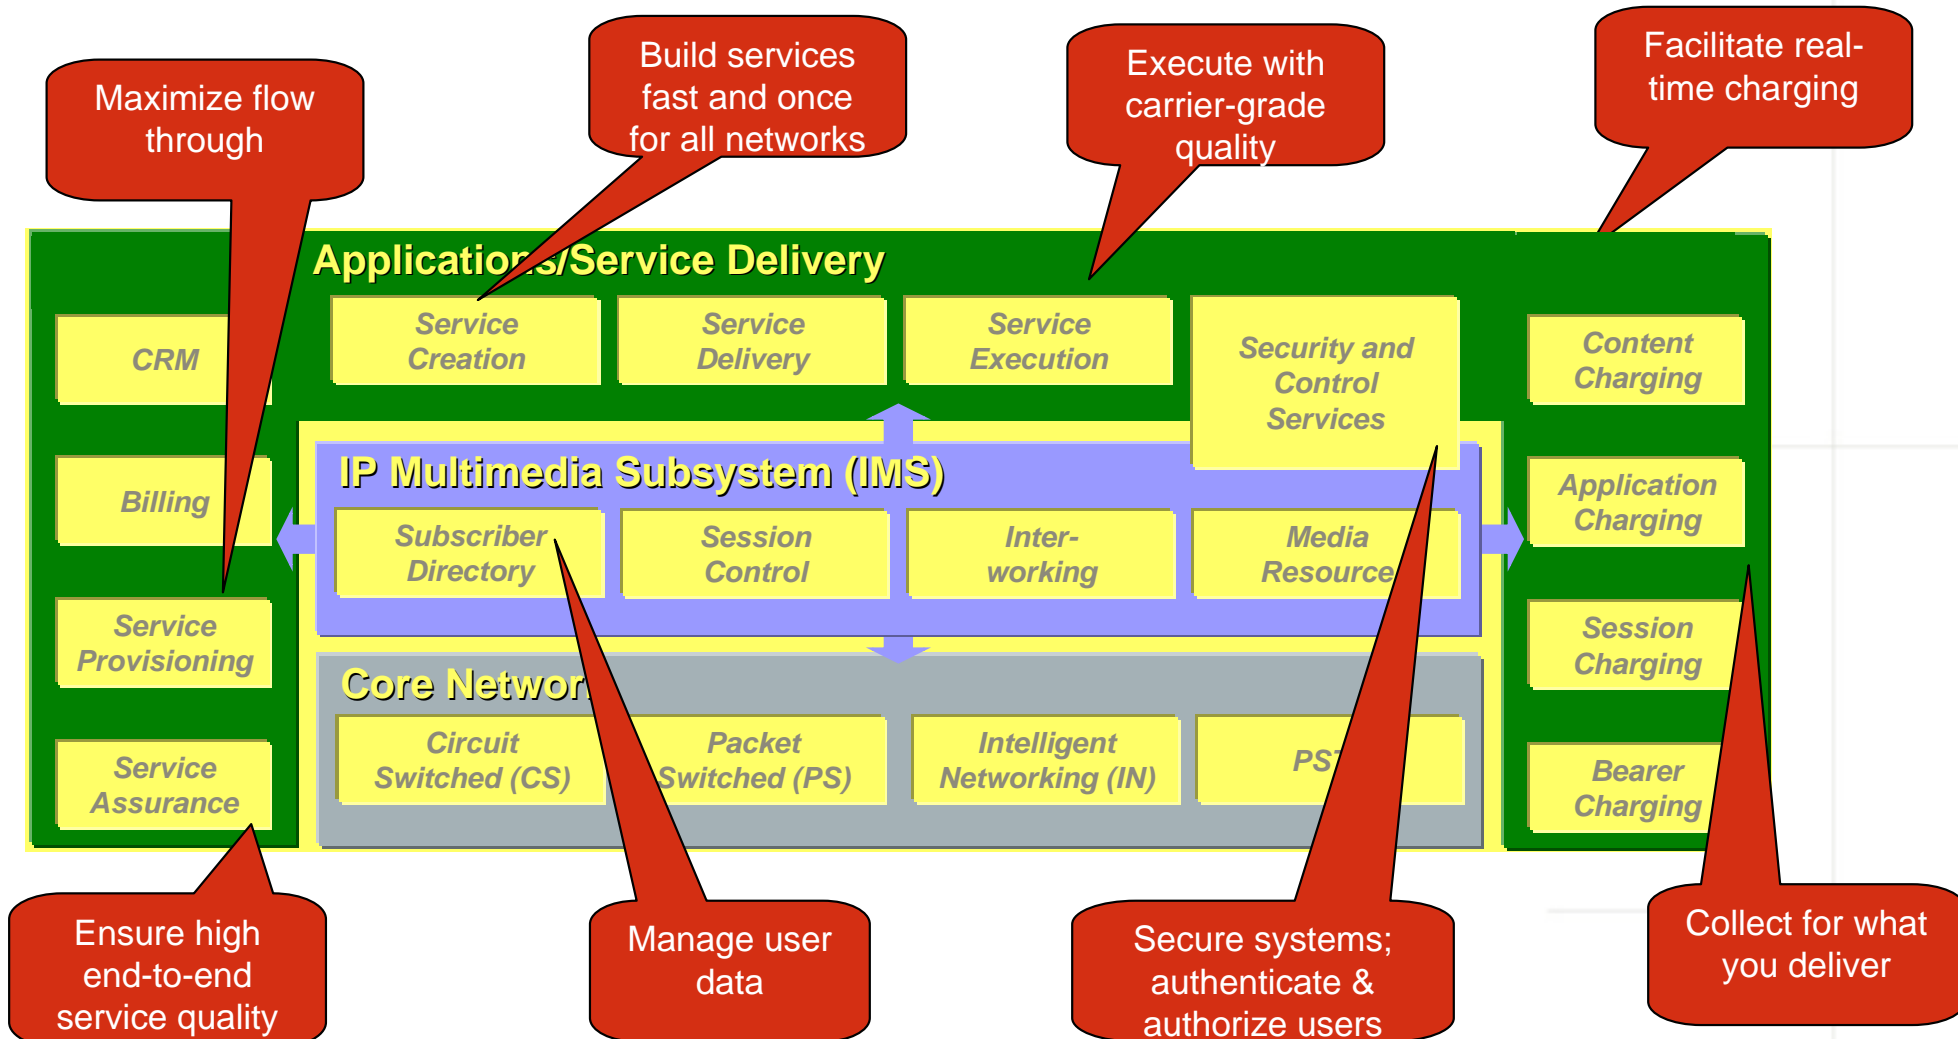 Maximize flow
through
Build services
fast and once
for all networks
Execute with
carrier-grade
quality
Facilitate real-
time charging
Applications/Service Delivery
CRM
Billing
Service
Provisioning
Service
Assurance
Service
Creation
Service
Delivery
Service
Execution
Security and
Control
Services
Content
Charging
Application
Charging
Session
Charging
Bearer
Charging
IP Multimedia Subsystem (IMS)
Subscriber
Directory
Session
Control
Inter-
working
Media
Resource
Core Networ
Circuit
Switched (CS)
Packet
Switched (PS)
Intelligent
Networking (IN)
PST
Ensure high
end-to-end
service quality
Manage user
data
Secure systems;
authenticate &
authorize users
Collect for what
you deliver